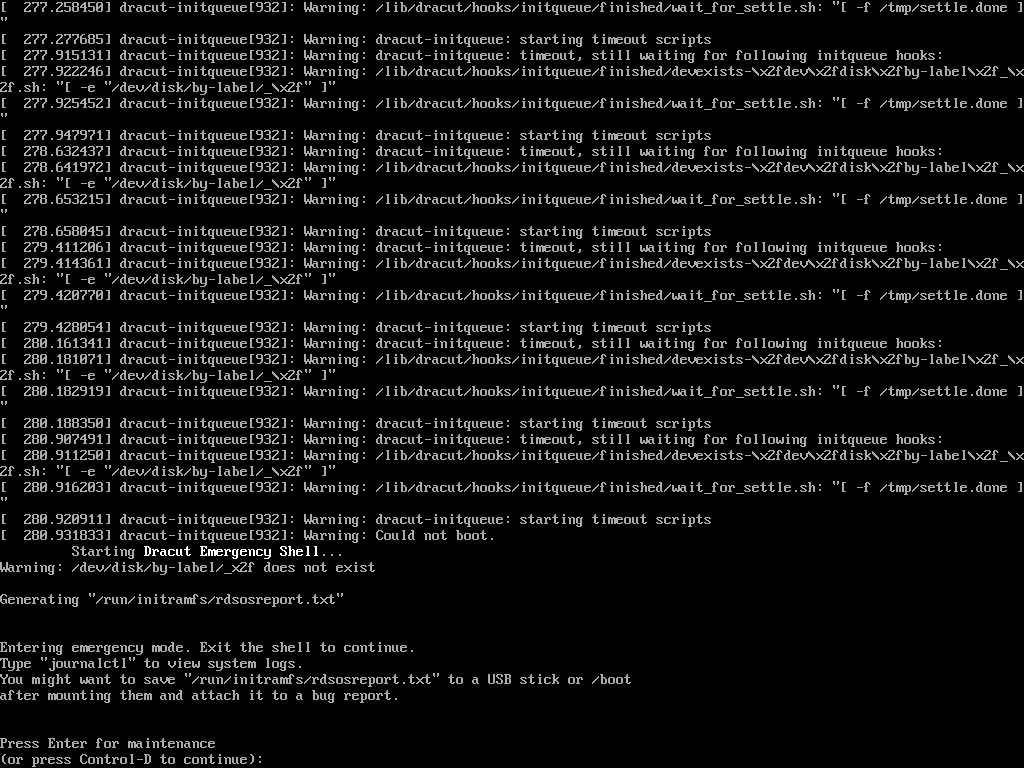 [  277.258450] dracut-initqueue[932]: Warning: /lib/dracut/hooks/initqueue/finished/wait_for_settle.sh: "[ -f /tmp/settle.done ]
"
[  277.277685] dracut-initqueue[932]: Warning: dracut-initqueue: starting timeout scripts
[  277.915131] dracut-initqueue[932]: Warning: dracut-initqueue: timeout, still waiting for following initqueue hooks:
[  277.922246] dracut-initqueue[932]: Warning: /lib/dracut/hooks/initqueue/finished/devexists-\x2fdev\x2fdisk\x2fby-label\x2f_\x
2f.sh: "[ -e "/dev/disk/by-label/_\x2f" ]"
[  277.925452] dracut-initqueue[932]: Warning: /lib/dracut/hooks/initqueue/finished/wait_for_settle.sh: "[ -f /tmp/settle.done ]
"
[  277.947971] dracut-initqueue[932]: Warning: dracut-initqueue: starting timeout scripts
[  278.632437] dracut-initqueue[932]: Warning: dracut-initqueue: timeout, still waiting for following initqueue hooks:
[  278.641972] dracut-initqueue[932]: Warning: /lib/dracut/hooks/initqueue/finished/devexists-\x2fdev\x2fdisk\x2fby-label\x2f_\x
2f.sh: "[ -e "/dev/disk/by-label/_\x2f" ]"
[  278.653215] dracut-initqueue[932]: Warning: /lib/dracut/hooks/initqueue/finished/wait_for_settle.sh: "[ -f /tmp/settle.done ]
"
[  278.658045] dracut-initqueue[932]: Warning: dracut-initqueue: starting timeout scripts
[  279.411206] dracut-initqueue[932]: Warning: dracut-initqueue: timeout, still waiting for following initqueue hooks:
[  279.414361] dracut-initqueue[932]: Warning: /lib/dracut/hooks/initqueue/finished/devexists-\x2fdev\x2fdisk\x2fby-label\x2f_\x
2f.sh: "[ -e "/dev/disk/by-label/_\x2f" ]"
[  279.420770] dracut-initqueue[932]: Warning: /lib/dracut/hooks/initqueue/finished/wait_for_settle.sh: "[ -f /tmp/settle.done ]
"
[  279.428054] dracut-initqueue[932]: Warning: dracut-initqueue: starting timeout scripts
[  280.161341] dracut-initqueue[932]: Warning: dracut-initqueue: timeout, still waiting for following initqueue hooks:
[  280.181071] dracut-initqueue[932]: Warning: /lib/dracut/hooks/initqueue/finished/devexists-\x2fdev\x2fdisk\x2fby-label\x2f_\x
2f.sh: "[ -e "/dev/disk/by-label/_\x2f" ]"
[  280.182919] dracut-initqueue[932]: Warning: /lib/dracut/hooks/initqueue/finished/wait_for_settle.sh: "[ -f /tmp/settle.done ]
"
[  280.188350] dracut-initqueue[932]: Warning: dracut-initqueue: starting timeout scripts
[  280.907491] dracut-initqueue[932]: Warning: dracut-initqueue: timeout, still waiting for following initqueue hooks:
[  280.911250] dracut-initqueue[932]: Warning: /lib/dracut/hooks/initqueue/finished/devexists-\x2fdev\x2fdisk\x2fby-label\x2f_\x
2f.sh: "[ -e "/dev/disk/by-label/_\x2f" ]"
[  280.916203] dracut-initqueue[932]: Warning: /lib/dracut/hooks/initqueue/finished/wait_for_settle.sh: "[ -f /tmp/settle.done ]
"
[  280.920911] dracut-initqueue[932]: Warning: dracut-initqueue: starting timeout scripts
[  280.931833] dracut-initqueue[932]: Warning: Could not boot.
         Starting Dracut Emergency Shell...
Warning: /dev/disk/by-label/_x2f does not exist
Generating "/run/initramfs/rdsosreport.txt"
Entering emergency mode. Exit the shell to continue.
Type "journalctl" to view system logs.
You might want to save "/run/initramfs/rdsosreport.txt" to a USB stick or /boot
after mounting them and attach it to a bug report.
Press Enter for maintenance
(or press Control-D to continue):